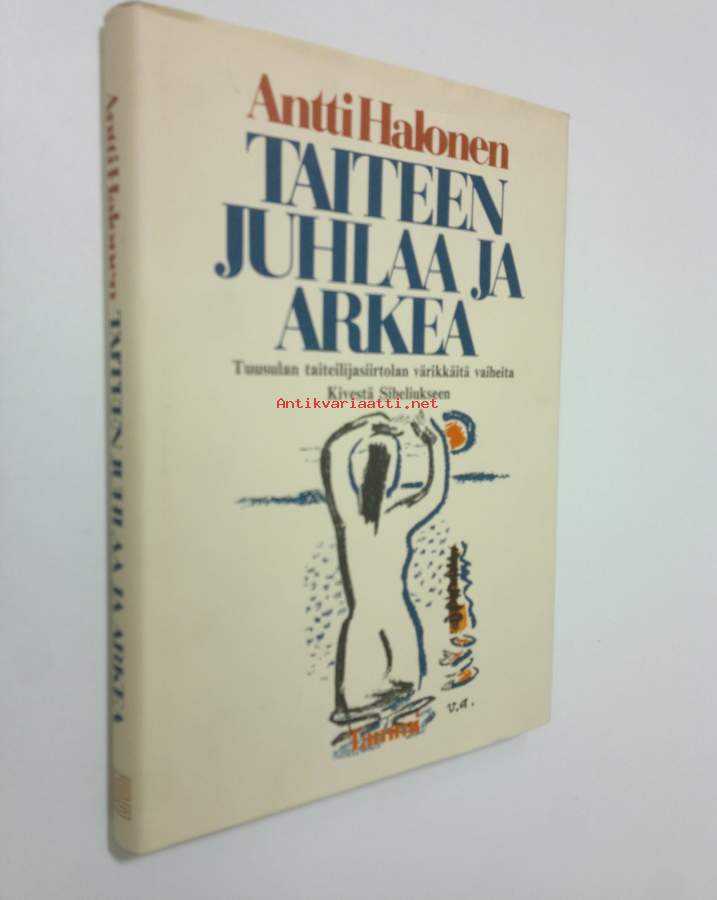 Antti Halonen
TAITEEN
JUHLAA JA
ARKEA
Tuusulan taiteilijasiirtolan värikkäitä vaiheita
Kivestä Sibeliukseen
Antikvariaatti.net
v.a.
Tammi
Antti Halonen TAITEEN JUHLAA JA ARKEA